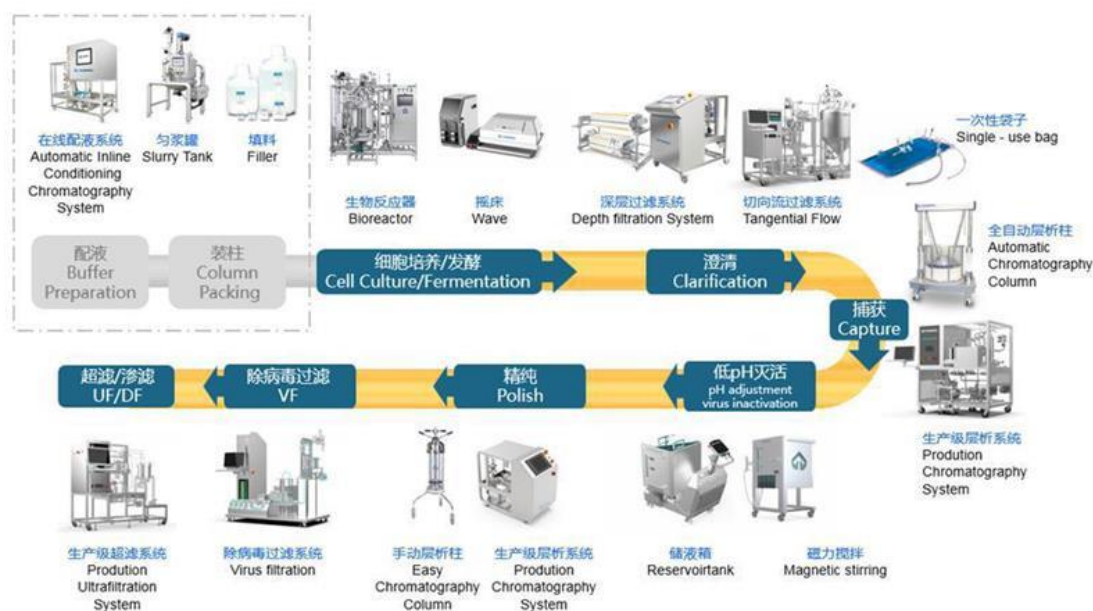 在线配液系统
Automatic Inline
Conditioning
Chromatography
System
匀浆罐
Slurry Tank
填料
Filler
生物反应器
Bioreactor
摇床
Wave
深层过滤系统
Depth filtration System
切向流过滤系统
Tangential Flow
一次性袋子
Single - use bag
全自动层析柱
Automatic
Chromatography
Column
配液
Buffer
Preparation
装柱
Column
Packing
细胞培养/发酵
Cell Culture/Fermentation
澄清
Clarification
捕获
Capture
低pH灭活
pH adjustment
virus inactivation
精纯
Polish
除病毒过滤
VF
超滤/渗滤
UF/DF
生产级层析系统
Prodution
Chromatography
System
生产级超滤系统
Prodution
Ultrafiltration
System
除病毒过滤系统
Virus filtration
手动层析柱
Easy
Chromatography
Column
生产级层析系统
Prodution
Chromatography
System
储液箱
Reservoirtank
磁力搅拌
Magnetic stirring